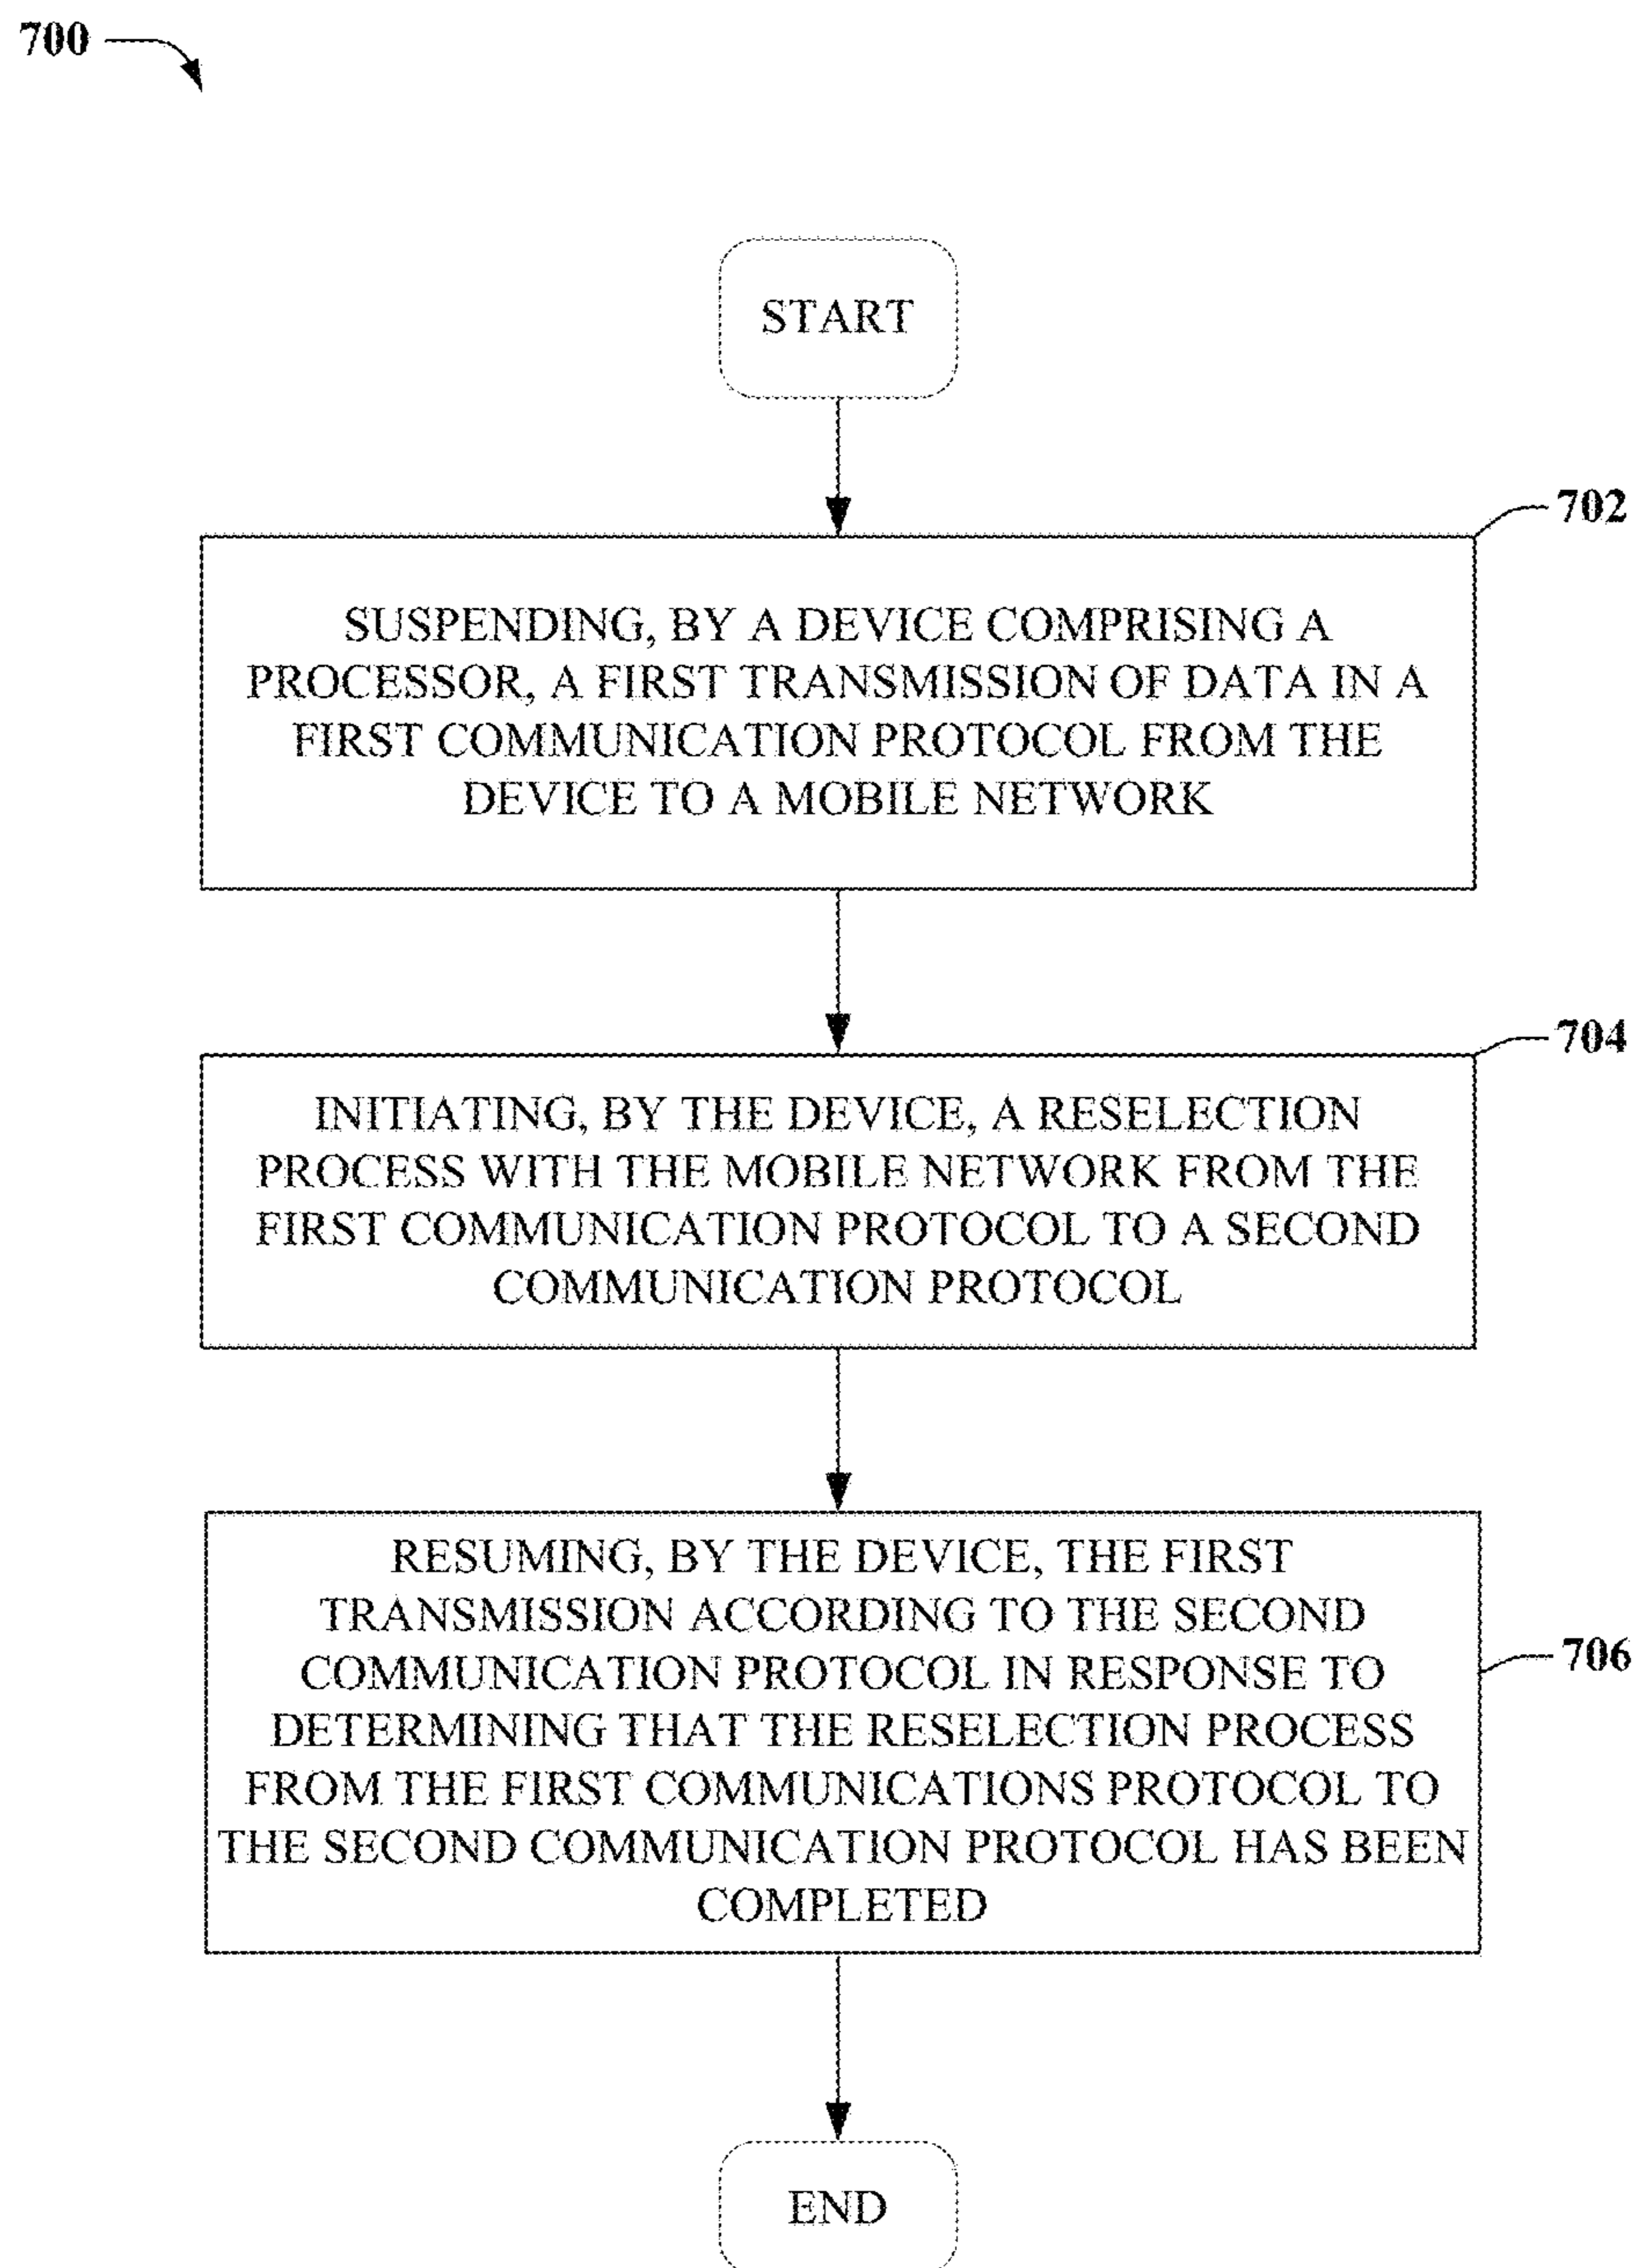 700
START
702
SUSPENDING, BY A DEVICE COMPRISING A
PROCESSOR, A FIRST TRANSMISSION OF DATA IN A
FIRST COMMUNICATION PROTOCOL FROM THE
DEVICE TO A MOBILE NETWORK
704
INITIATING, BY THE DEVICE, A RESELECTION
PROCESS WITH THE MOBILE NETWORK FROM THE
FIRST COMMUNICATION PROTOCOL TO A SECOND
COMMUNICATION PROTOCOL
RESUMING, BY THE DEVICE, THE FIRST
TRANSMISSION ACCORDING TO THE SECOND
COMMUNICATION PROTOCOL IN RESPONSE TO
706
DETERMINING THAT THE RESELECTION PROCESS
FROM THE FIRST COMMUNICATIONS PROTOCOL TO
THE SECOND COMMUNICATION PROTOCOL HAS BEEN
COMPLETED
END